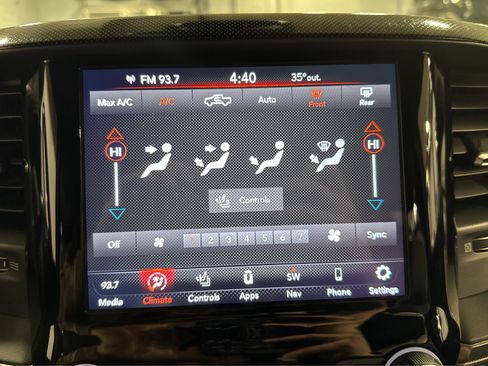 FM 93.7 4:40 35°out.
Max A/C A/C Auto Front Rear
HI HI
Controls
Off 1 2 3 4 5 6 7 Sync
93.7 SW
Media Climate Controls Apps Nav Phone Settings